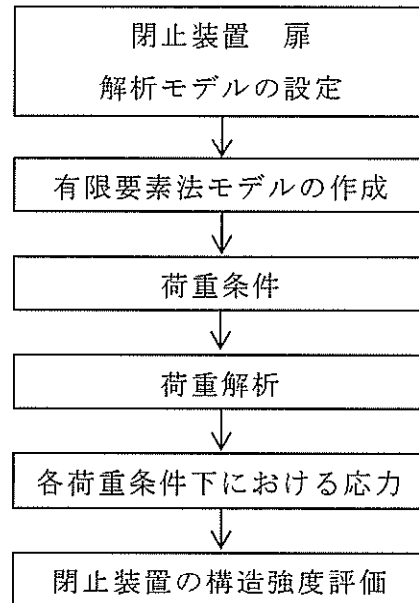 閉止装置　扉
解析モデルの設定
有限要素法モデルの作成
荷重条件
荷重解析
各荷重条件下における応力
閉止装置の構造強度評価